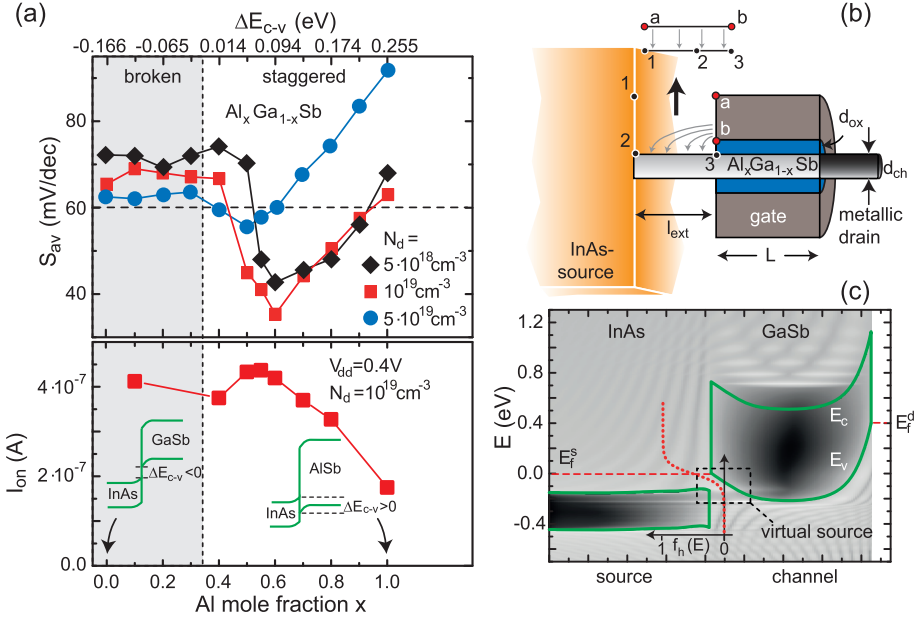 (a)
ΔE_c-v (eV)
-0.166 -0.065 0.014 0.094 0.174 0.255
broken staggered
Al_xGa_1-xSb
S_av (mV/dec)
100
80
60
40
N_d =
5·10^18 cm^-3
10^19 cm^-3
5·10^19 cm^-3
I_on (A)
4·10^-7
2·10^-7
0.0
V_dd=0.4V
N_d=10^19 cm^-3
GaSb
ΔE_c-v<0
InAs
AlSb
InAs
ΔE_c-v>0
0.0 0.2 0.4 0.6 0.8 1.0
Al mole fraction x
(b)
a b
1 2 3
1
a
b
2
3
d_ox
Al_xGa_1-xSb
d_ch
gate
metallic
drain
l_ext
InAs-
source
L
(c)
1.2
0.8
0.4
0.0
-0.4
E (eV)
InAs GaSb
E_c
E_v
E_f^s
E_f^d
virtual source
1 f_h(E) 0
source channel